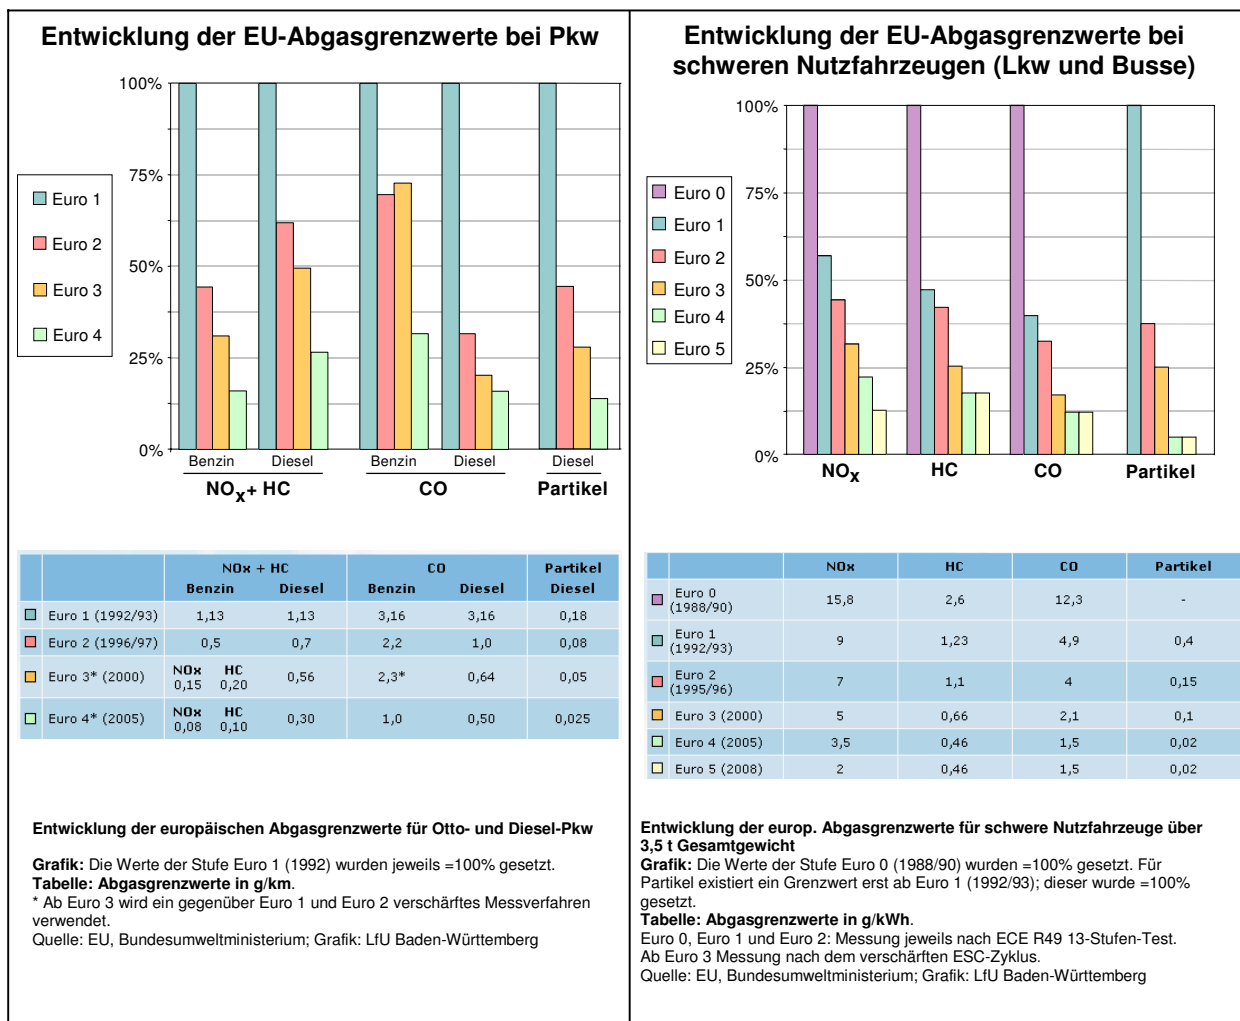 Entwicklung der EU-Abgasgrenzwerte bei Pkw
100%
75%
50%
25%
0%
Euro 1
Euro 2
Euro 3
Euro 4
Benzin Diesel Benzin Diesel Diesel
NOx + HC CO Partikel
NOx + HC CO Partikel
Benzin Diesel Benzin Diesel Diesel
Euro 1 (1992/93) 1,13 1,13 3,16 3,16 0,18
Euro 2 (1996/97) 0,5 0,7 2,2 1,0 0,08
Euro 3* (2000) NOx 0,15 HC 0,20 0,56 2,3* 0,64 0,05
Euro 4* (2005) NOx 0,08 HC 0,10 0,30 1,0 0,50 0,025
Entwicklung der europäischen Abgasgrenzwerte für Otto- und Diesel-Pkw
Grafik: Die Werte der Stufe Euro 1 (1992) wurden jeweils =100% gesetzt.
Tabelle: Abgasgrenzwerte in g/km.
* Ab Euro 3 wird ein gegenüber Euro 1 und Euro 2 verschärftes Messverfahren
verwendet.
Quelle: EU, Bundesumweltministerium; Grafik: LfU Baden-Württemberg
Entwicklung der EU-Abgasgrenzwerte bei
schweren Nutzfahrzeugen (Lkw und Busse)
100%
75%
50%
25%
0%
Euro 0
Euro 1
Euro 2
Euro 3
Euro 4
Euro 5
NOx HC CO Partikel
NOx HC CO Partikel
Euro 0 (1988/90) 15,8 2,6 12,3 -
Euro 1 (1992/93) 9 1,23 4,9 0,4
Euro 2 (1995/96) 7 1,1 4 0,15
Euro 3 (2000) 5 0,66 2,1 0,1
Euro 4 (2005) 3,5 0,46 1,5 0,02
Euro 5 (2008) 2 0,46 1,5 0,02
Entwicklung der europ. Abgasgrenzwerte für schwere Nutzfahrzeuge über
3,5 t Gesamtgewicht
Grafik: Die Werte der Stufe Euro 0 (1988/90) wurden =100% gesetzt. Für
Partikel existiert ein Grenzwert erst ab Euro 1 (1992/93); dieser wurde =100%
gesetzt.
Tabelle: Abgasgrenzwerte in g/kWh.
Euro 0, Euro 1 und Euro 2: Messung jeweils nach ECE R49 13-Stufen-Test.
Ab Euro 3 Messung nach dem verschärften ESC-Zyklus.
Quelle: EU, Bundesumweltministerium; Grafik: LfU Baden-Württemberg